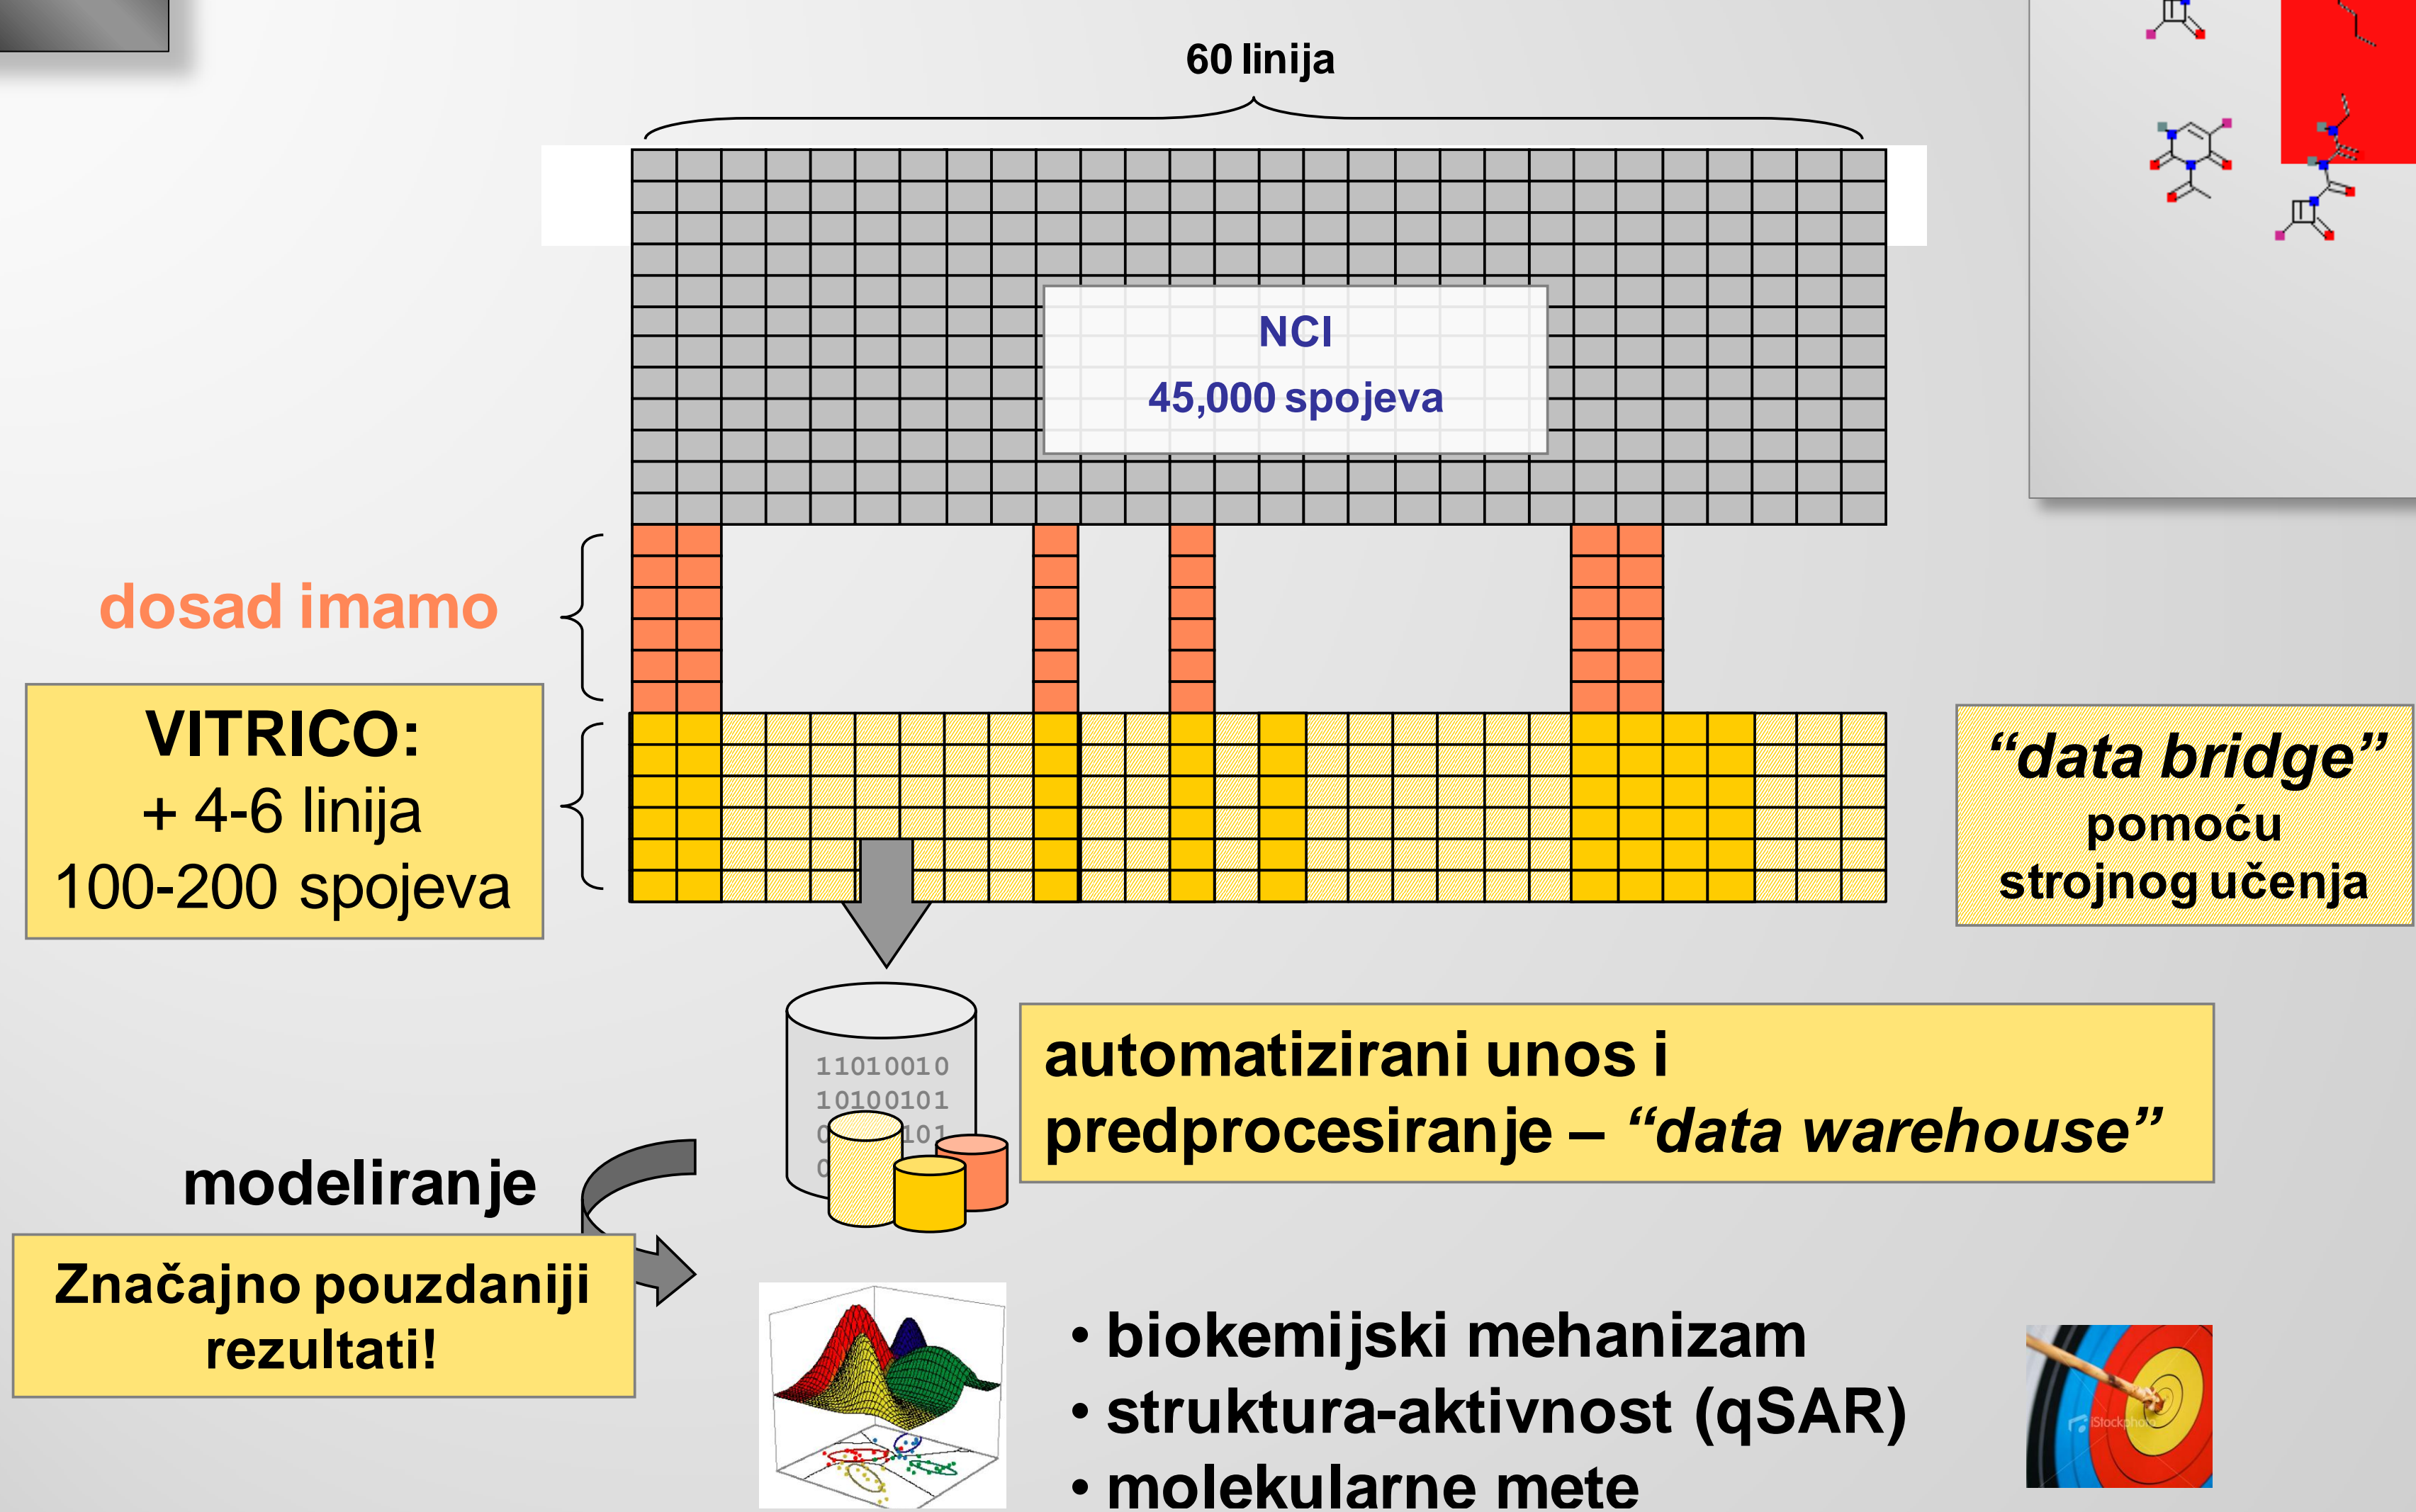 60 linija
NCI
45,000 spojeva
dosad imamo
VITRICO:
+ 4-6 linija
100-200 spojeva
“data bridge”
pomoću
strojnog učenja
11010010
10100101
automatizirani unos i
predprocesiranje – “data warehouse”
modeliranje
Značajno pouzdaniji
rezultati!
• biokemijski mehanizam
• struktura-aktivnost (qSAR)
• molekularne mete
iStockphoto